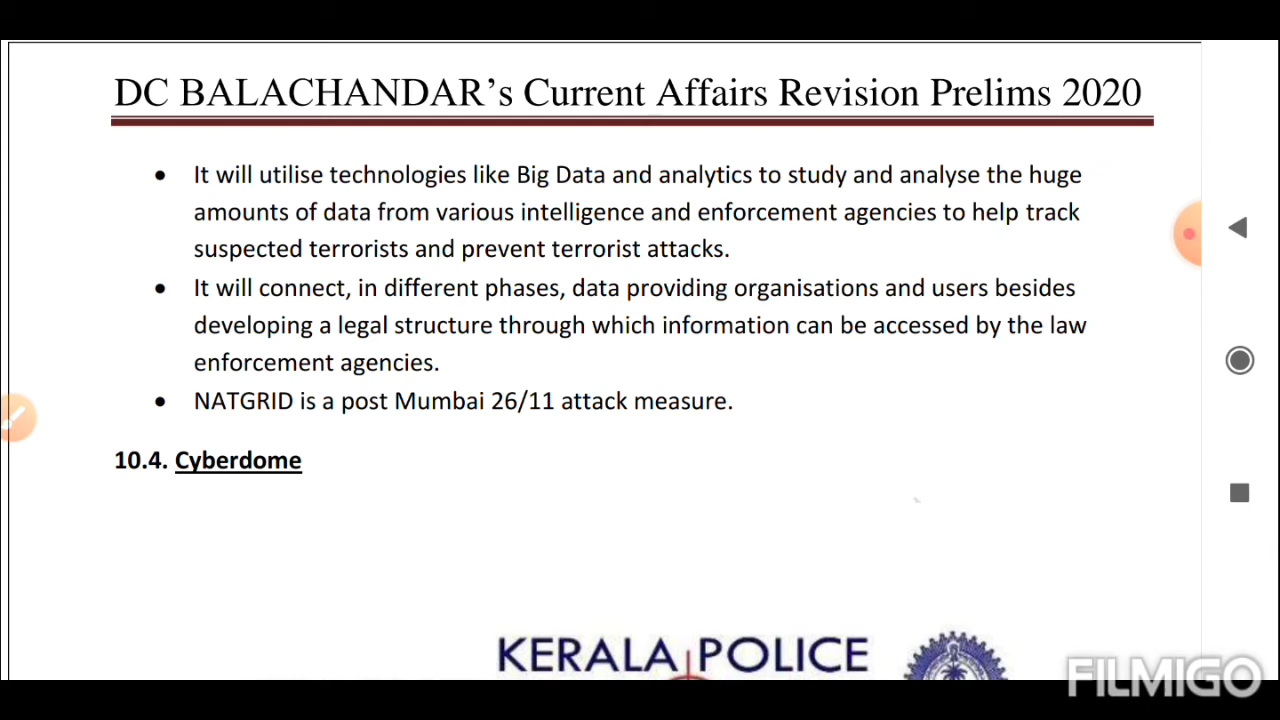 DC BALACHANDAR’s Current Affairs Revision Prelims 2020
• It will utilise technologies like Big Data and analytics to study and analyse the huge
amounts of data from various intelligence and enforcement agencies to help track
suspected terrorists and prevent terrorist attacks.
• It will connect, in different phases, data providing organisations and users besides
developing a legal structure through which information can be accessed by the law
enforcement agencies.
• NATGRID is a post Mumbai 26/11 attack measure.
10.4. Cyberdome
KERALA POLICE
FILMIGO